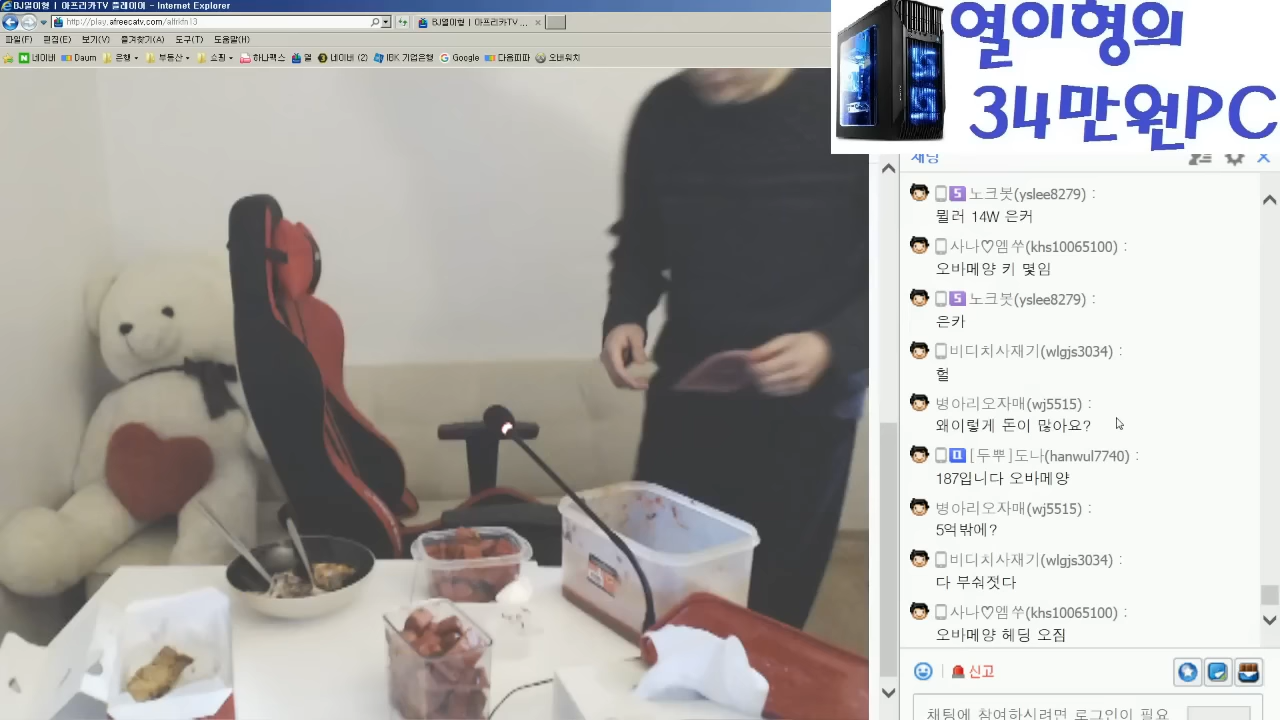 BJ열이형 | 아프리카TV 플레이어 - Internet Explorer
http://play.afreecatv.com/allrkfn13
BJ열이형 | 아프리카TV ...
파일(F) 편집(E) 보기(V) 즐겨찾기(A) 도구(T) 도움말(H)
네이버 Daum 은행 부동산 쇼핑 하나팩스 열 네이버 (2) IBK 기업은행 Google 다음피파 오버워치
열이형의
34만원PC
채팅
노크봇(yslee8279) :
뮐러 14W 은커
사나♡엠쑤(khs10065100) :
오바메양 키 몇임
노크봇(yslee8279) :
은카
비디치사재기(wlgjs3034) :
헐
병아리오자매(wj5515) :
왜이렇게 돈이 많아요?
[두뿌]도나(hanwul7740) :
187입니다 오바메양
병아리오자매(wj5515) :
5억밖에?
비디치사재기(wlgjs3034) :
다 부숴젓다
사나♡엠쑤(khs10065100) :
오바메양 헤딩 오짐
신고
채팅에 참여하시려면 로그인이 필요